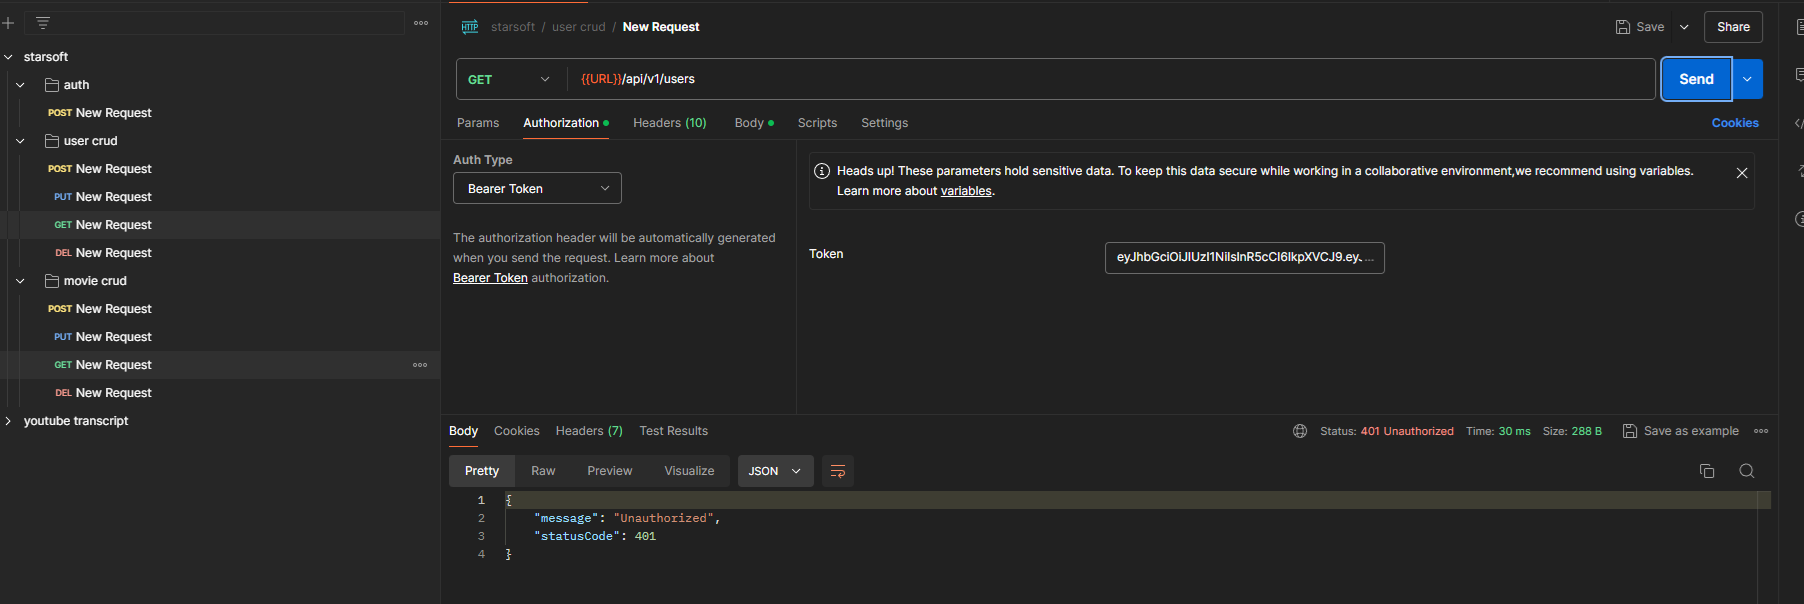 starsoft
auth
POST New Request
user crud
POST New Request
PUT New Request
GET New Request
DEL New Request
movie crud
POST New Request
PUT New Request
GET New Request
DEL New Request
youtube transcript
HTTP starsoft / user crud / New Request
Save
Share
GET
{{URL}}/api/v1/users
Send
Params Authorization Headers (10) Body Scripts Settings
Cookies
Auth Type
Bearer Token
The authorization header will be automatically generated
when you send the request. Learn more about
Bearer Token authorization.
Heads up! These parameters hold sensitive data. To keep this data secure while working in a collaborative environment,we recommend using variables.
Learn more about variables.
Token
eyJhbGciOiJIUzI1NiIsInR5cCI6IkpXVCJ9.ey. ...
Body Cookies Headers (7) Test Results
Status: 401 Unauthorized Time: 30 ms Size: 288 B
Save as example
Pretty Raw Preview Visualize JSON
1 {
2 "message": "Unauthorized",
3 "statusCode": 401
4 }